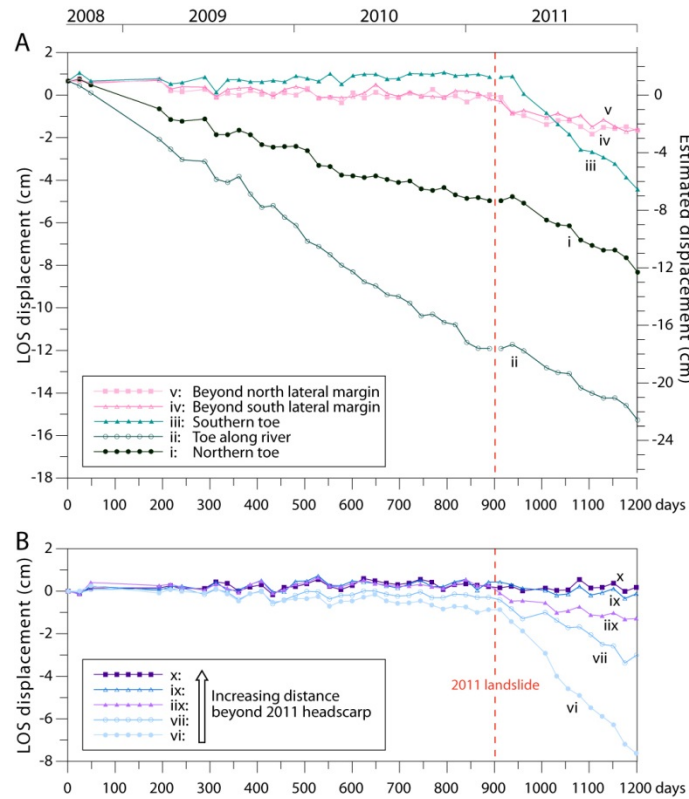 2008 2009 2010 2011
A
2
0
-2
-4
-6
-8
-10
-12
-14
-16
-18
LOS displacement (cm)
0
-4
-8
-12
-16
-20
-24
Estimated displacement (cm)
v
iv
iii
i
ii
v: Beyond north lateral margin
iv: Beyond south lateral margin
iii: Southern toe
ii: Toe along river
i: Northern toe
0 100 200 300 400 500 600 700 800 900 1000 1100 1200 days
B
2
0
-2
-4
-6
-8
LOS displacement (cm)
x
ix
iix
vii
vi
x:
ix:
iix:
vii:
vi:
Increasing distance
beyond 2011 headscarp
2011 landslide
0 100 200 300 400 500 600 700 800 900 1000 1100 1200 days